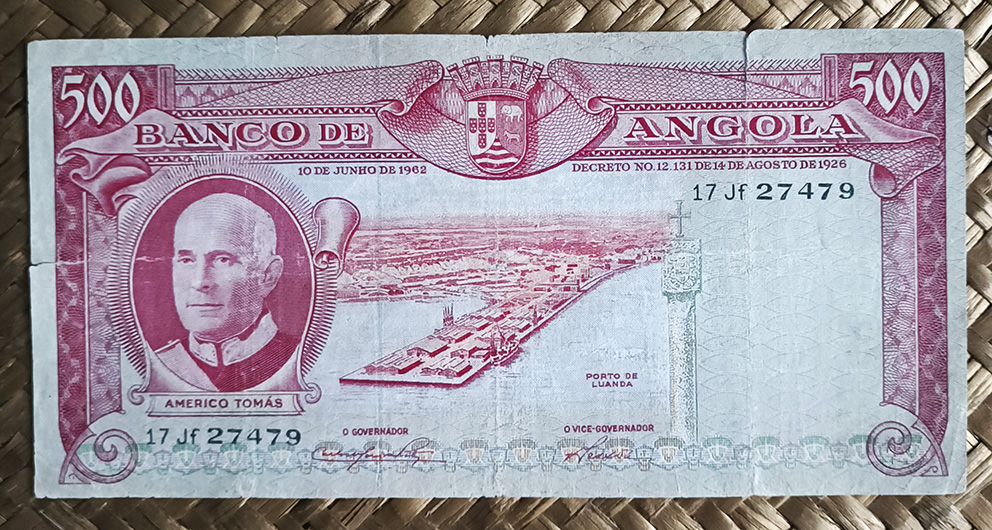 500 500
BANCO DE ANGOLA
10 DE JUNHO DE 1962 DECRETO NO. 12.131 DE 14 DE AGOSTO DE 1926
17 Jf 27479
PORTO DE
LUANDA
AMERICO TOMÁS
17 Jf 27479
O GOVERNADOR O VICE-GOVERNADOR